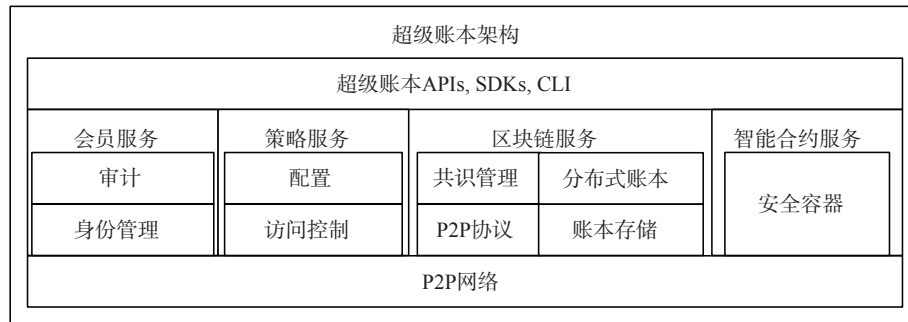 超级账本架构
超级账本APIs, SDKs, CLI
会员服务
策略服务
区块链服务
智能合约服务
审计
配置
共识管理
分布式账本
安全容器
身份管理
访问控制
P2P协议
账本存储
P2P网络